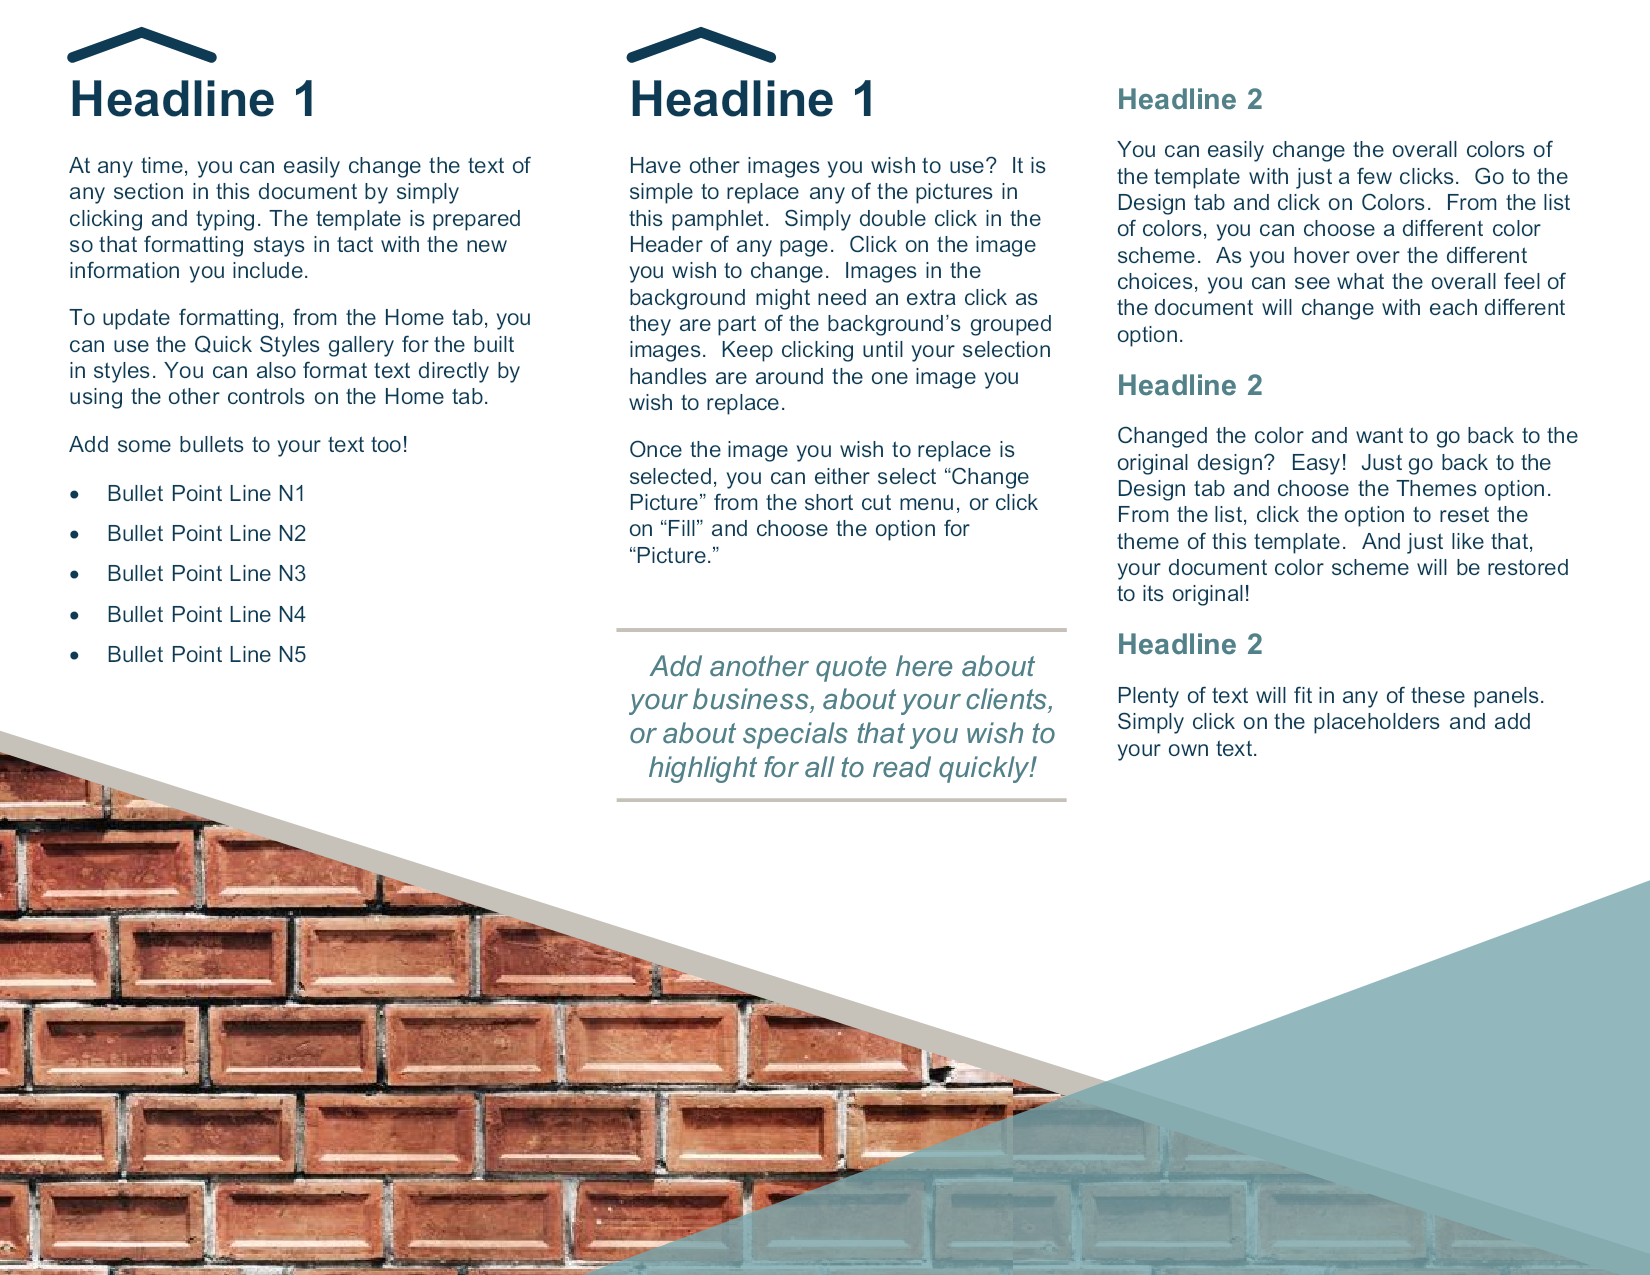 Headline 1
At any time, you can easily change the text of
any section in this document by simply
clicking and typing. The template is prepared
so that formatting stays in tact with the new
information you include.
To update formatting, from the Home tab, you
can use the Quick Styles gallery for the built
in styles. You can also format text directly by
using the other controls on the Home tab.
Add some bullets to your text too!
• Bullet Point Line N1
• Bullet Point Line N2
• Bullet Point Line N3
• Bullet Point Line N4
• Bullet Point Line N5
Headline 1
Have other images you wish to use?  It is
simple to replace any of the pictures in
this pamphlet.  Simply double click in the
Header of any page.  Click on the image
you wish to change.  Images in the
background might need an extra click as
they are part of the background’s grouped
images.  Keep clicking until your selection
handles are around the one image you
wish to replace.
Once the image you wish to replace is
selected, you can either select “Change
Picture” from the short cut menu, or click
on “Fill” and choose the option for
“Picture.”
Add another quote here about
your business, about your clients,
or about specials that you wish to
highlight for all to read quickly!
Headline 2
You can easily change the overall colors of
the template with just a few clicks.  Go to the
Design tab and click on Colors.  From the list
of colors, you can choose a different color
scheme.  As you hover over the different
choices, you can see what the overall feel of
the document will change with each different
option.
Headline 2
Changed the color and want to go back to the
original design?  Easy!  Just go back to the
Design tab and choose the Themes option.
From the list, click the option to reset the
theme of this template.  And just like that,
your document color scheme will be restored
to its original!
Headline 2
Plenty of text will fit in any of these panels.
Simply click on the placeholders and add
your own text.